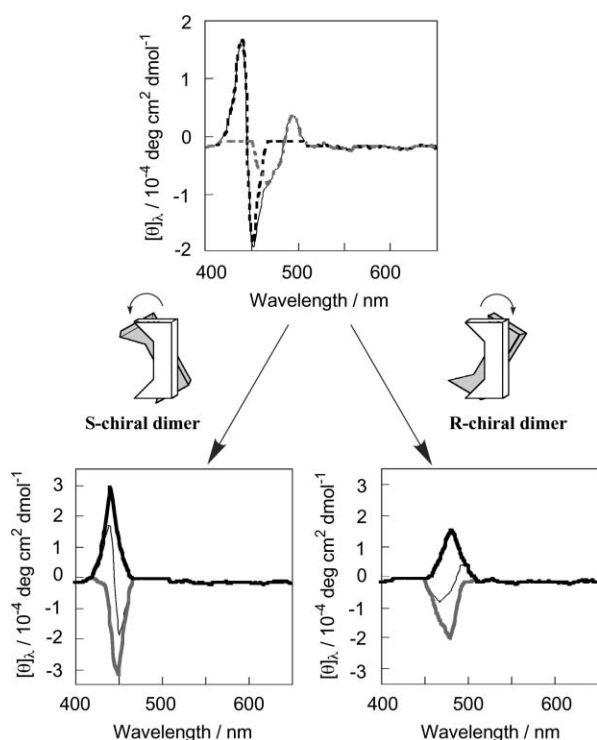 2
1
0
-1
-2
[θ]λ / 10⁻⁴ deg cm² dmol⁻¹
400 500 600
Wavelength / nm
S-chiral dimer
R-chiral dimer
3
2
1
0
-1
-2
-3
[θ]λ / 10⁻⁴ deg cm² dmol⁻¹
400 500 600
Wavelength / nm
3
2
1
0
-1
-2
-3
[θ]λ / 10⁻⁴ deg cm² dmol⁻¹
400 500 600
Wavelength / nm